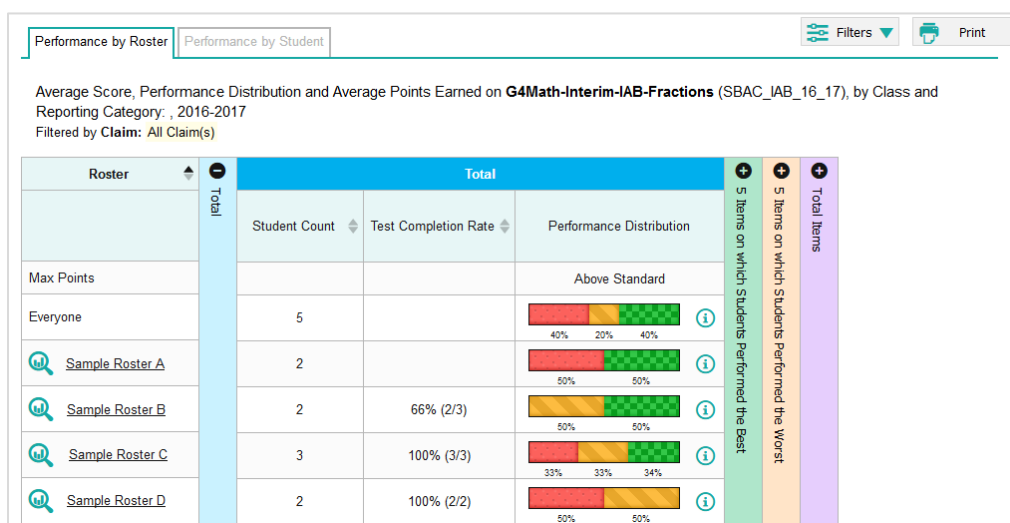 Performance by Roster
Performance by Student
Filters
Print
Average Score, Performance Distribution and Average Points Earned on G4Math-Interim-IAB-Fractions (SBAC_IAB_16_17), by Class and
Reporting Category: , 2016-2017
Filtered by Claim: All Claim(s)
Roster
Total
Total
Student Count
Test Completion Rate
Performance Distribution
5 Items on which Students Performed the Best
5 Items on which Students Performed the Worst
Total Items
Max Points
Above Standard
Everyone
5
40% 20% 40%
Sample Roster A
2
50% 50%
Sample Roster B
2
66% (2/3)
50% 50%
Sample Roster C
3
100% (3/3)
33% 33% 34%
Sample Roster D
2
100% (2/2)
50% 50%